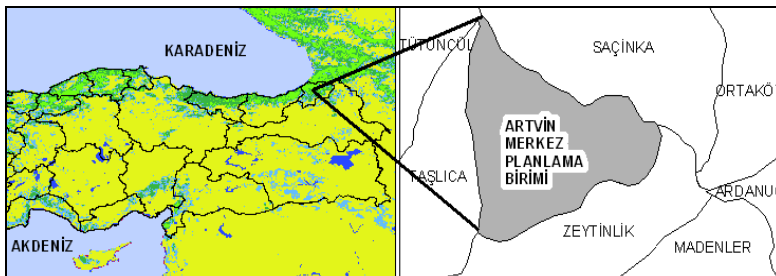 KARADENİZ
AKDENİZ
TÜTÜNCÜL
SAÇİNKA
ORTAKÖ
ARTVİN
MERKEZ
PLANLAMA
BİRİMİ
TAŞLICA
ARDANUÇ
ZEYTİNLİK
MADENLER